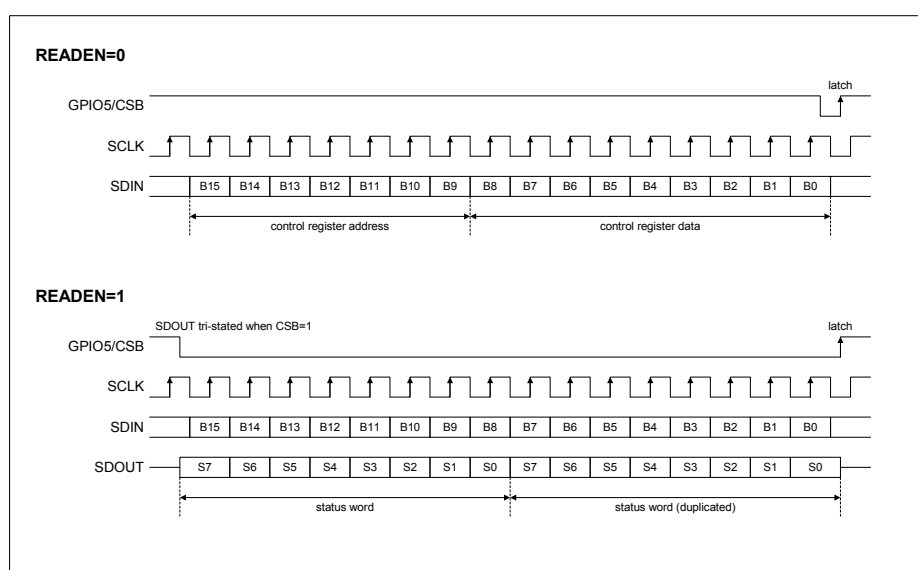 READEN=0
latch
GPIO5/CSB
SCLK
SDIN B15 B14 B13 B12 B11 B10 B9 B8 B7 B6 B5 B4 B3 B2 B1 B0
control register address control register data
READEN=1
SDOUT tri-stated when CSB=1 latch
GPIO5/CSB
SCLK
SDIN B15 B14 B13 B12 B11 B10 B9 B8 B7 B6 B5 B4 B3 B2 B1 B0
SDOUT S7 S6 S5 S4 S3 S2 S1 S0 S7 S6 S5 S4 S3 S2 S1 S0
status word status word (duplicated)